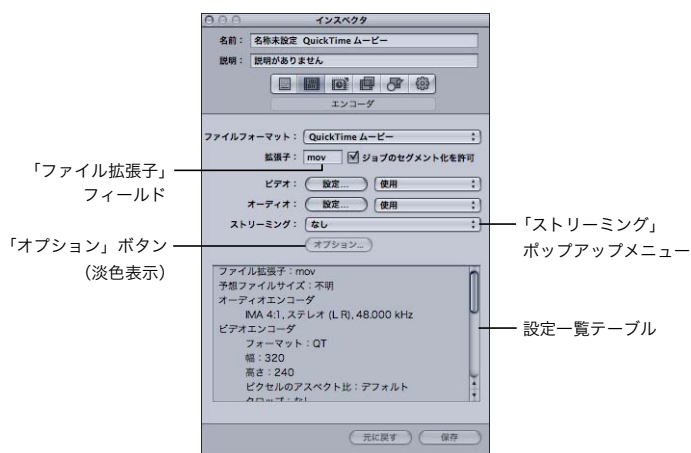 インスペクタ
名前： 名称未設定 QuickTime ムービー
説明： 説明がありません
エンコーダ
ファイルフォーマット： QuickTime ムービー
拡張子： mov ジョブのセグメント化を許可
「ファイル拡張子」
フィールド
ビデオ： 設定... 使用
オーディオ： 設定... 使用
ストリーミング： なし
「ストリーミング」
ポップアップメニュー
「オプション」ボタン
（淡色表示）
オプション...
ファイル拡張子：mov
予想ファイルサイズ：不明
オーディオエンコーダ
IMA 4:1, ステレオ (L R), 48.000 kHz
ビデオエンコーダ
フォーマット：QT
幅：320
高さ：240
ピクセルのアスペクト比：デフォルト
クロップ：なし
設定一覧テーブル
元に戻す 保存